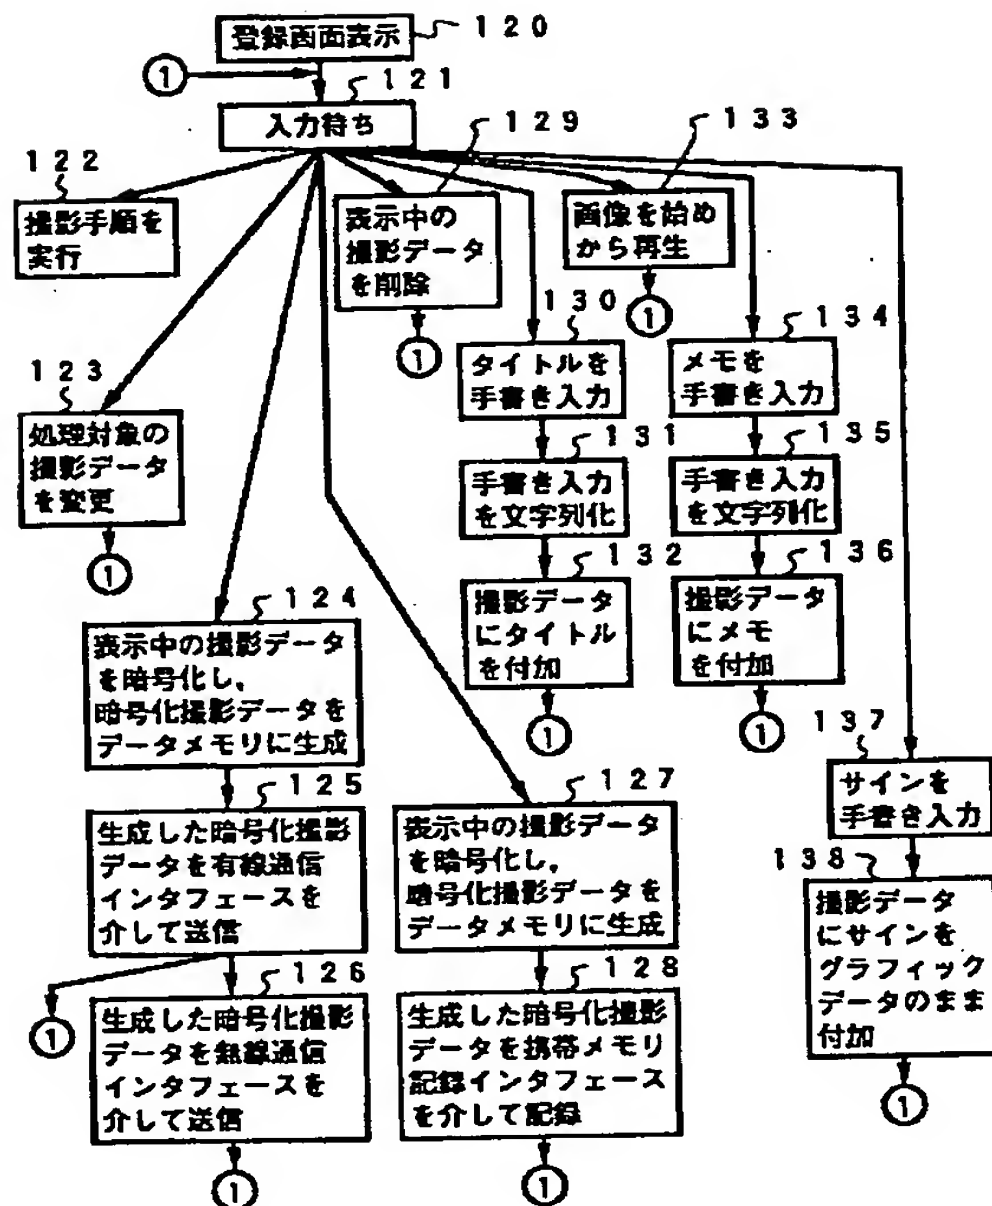 120
登録画面表示
①
121
入力待ち
122
撮影手順を
実行
129
表示中の
撮影データ
を削除
①
133
画像を始め
から再生
①
123
処理対象の
撮影データ
を変更
①
130
タイトルを
手書き入力
131
手書き入力
を文字列化
132
撮影データ
にタイトル
を付加
①
134
メモを
手書き入力
135
手書き入力
を文字列化
136
撮影データ
にメモ
を付加
①
124
表示中の撮影データ
を暗号化し,
暗号化撮影データを
データメモリに生成
125
生成した暗号化撮影
データを有線通信
インタフェースを
介して送信
①
126
生成した暗号化撮影
データを無線通信
インタフェースを
介して送信
①
127
表示中の撮影データ
を暗号化し,
暗号化撮影データを
データメモリに生成
128
生成した暗号化撮影
データを携帯メモリ
記録インタフェース
を介して記録
①
137
サインを
手書き入力
138
撮影データ
にサインを
グラフィック
データのまま
付加
①